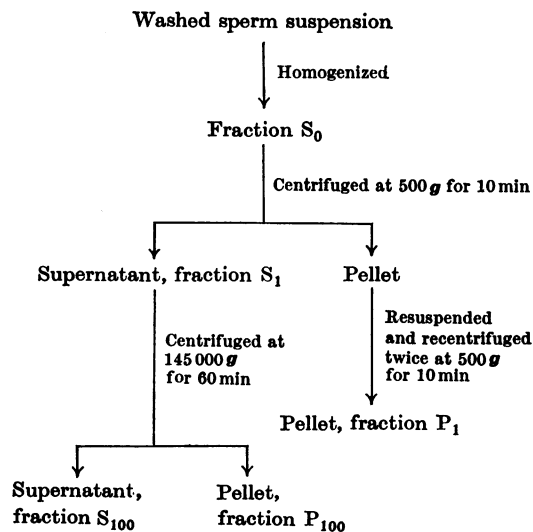 Washed sperm suspension
Homogenized
Fraction S0
Centrifuged at 500 g for 10 min
Supernatant, fraction S1
Pellet
Centrifuged at
145 000 g
for 60 min
Resuspended
and recentrifuged
twice at 500 g
for 10 min
Pellet, fraction P1
Supernatant,
fraction S100
Pellet,
fraction P100